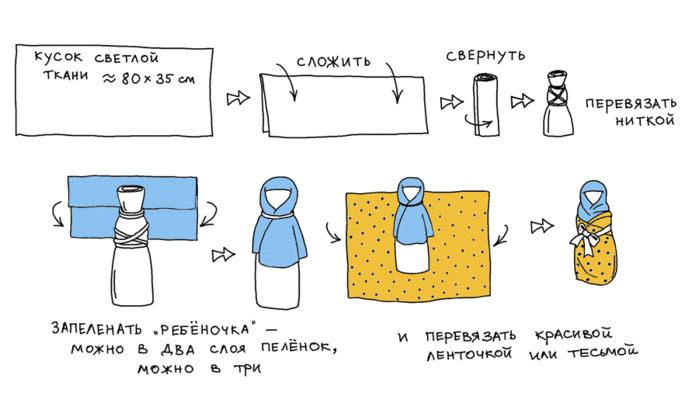 КУСОК СВЕТЛОЙ
ТКАНИ ≈ 80 × 35 см
СЛОЖИТЬ
СВЕРНУТЬ
ПЕРЕВЯЗАТЬ
НИТКОЙ
ЗАПЕЛЕНАТЬ „РЕБЁНОЧКА“ –
МОЖНО В ДВА СЛОЯ ПЕЛЁНОК,
МОЖНО В ТРИ
И ПЕРЕВЯЗАТЬ КРАСИВОЙ
ЛЕНТОЧКОЙ ИЛИ ТЕСЬМОЙ